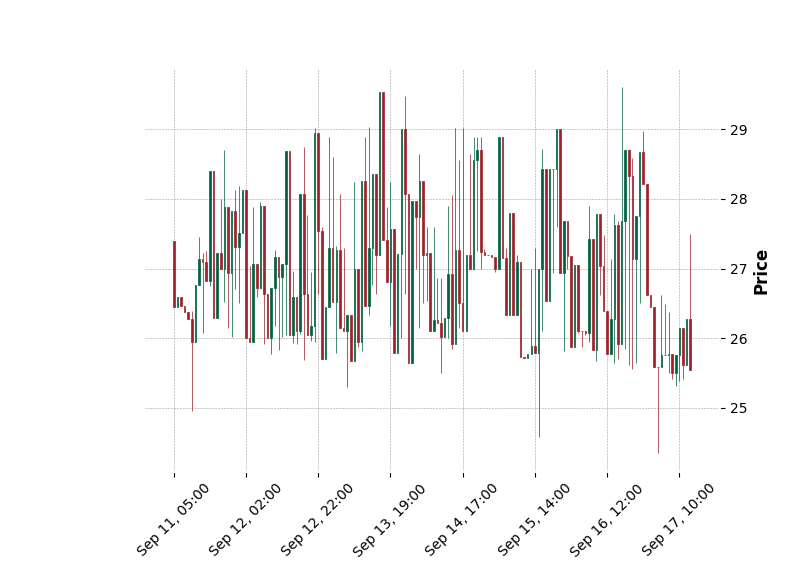 29
28
27
26
25
Price
Sep 11, 05:00
Sep 12, 02:00
Sep 12, 22:00
Sep 13, 19:00
Sep 14, 17:00
Sep 15, 14:00
Sep 16, 12:00
Sep 17, 10:00